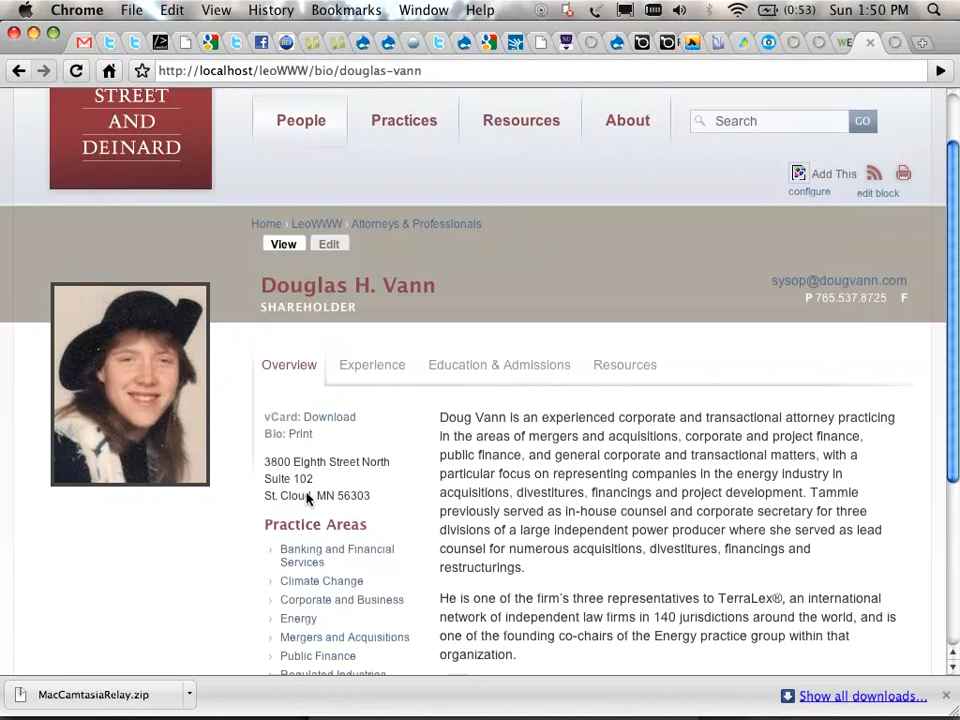 Chrome File Edit View History Bookmarks Window Help (0:53) Sun 1:50 PM
http://localhost/leoWWW/bio/douglas-vann
STREET
AND
DEINARD
People Practices Resources About Search GO
Add This
configure edit block
Home › LeoWWW › Attorneys & Professionals
View Edit
Douglas H. Vann
SHAREHOLDER
sysop@dougvann.com
P 765.537.8725 F
Overview Experience Education & Admissions Resources
vCard: Download
Bio: Print
3800 Eighth Street North
Suite 102
St. Cloud, MN 56303
Practice Areas
› Banking and Financial
Services
› Climate Change
› Corporate and Business
› Energy
› Mergers and Acquisitions
› Public Finance
Regulated Industries
Doug Vann is an experienced corporate and transactional attorney practicing
in the areas of mergers and acquisitions, corporate and project finance,
public finance, and general corporate and transactional matters, with a
particular focus on representing companies in the energy industry in
acquisitions, divestitures, financings and project development. Tammie
previously served as in-house counsel and corporate secretary for three
divisions of a large independent power producer where she served as lead
counsel for numerous acquisitions, divestitures, financings and
restructurings.
He is one of the firm's three representatives to TerraLex®, an international
network of independent law firms in 140 jurisdictions around the world, and is
one of the founding co-chairs of the Energy practice group within that
organization.
MacCamtasiaRelay.zip
Show all downloads...